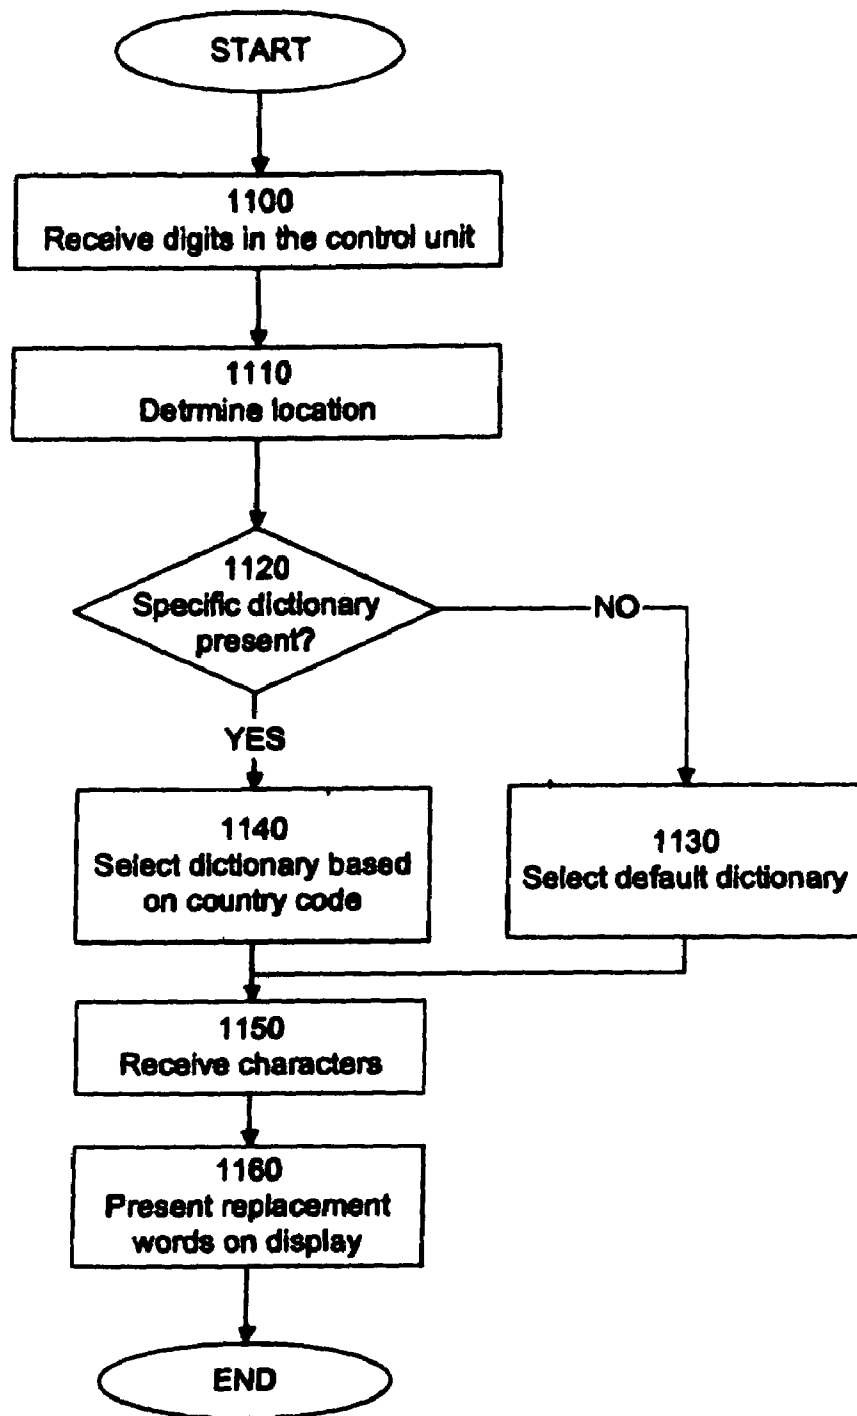 START
1100
Receive digits in the control unit
1110
Detrmine location
1120
Specific dictionary
present?
NO
YES
1140
Select dictionary based
on country code
1130
Select default dictionary
1150
Receive characters
1160
Present replacement
words on display
END